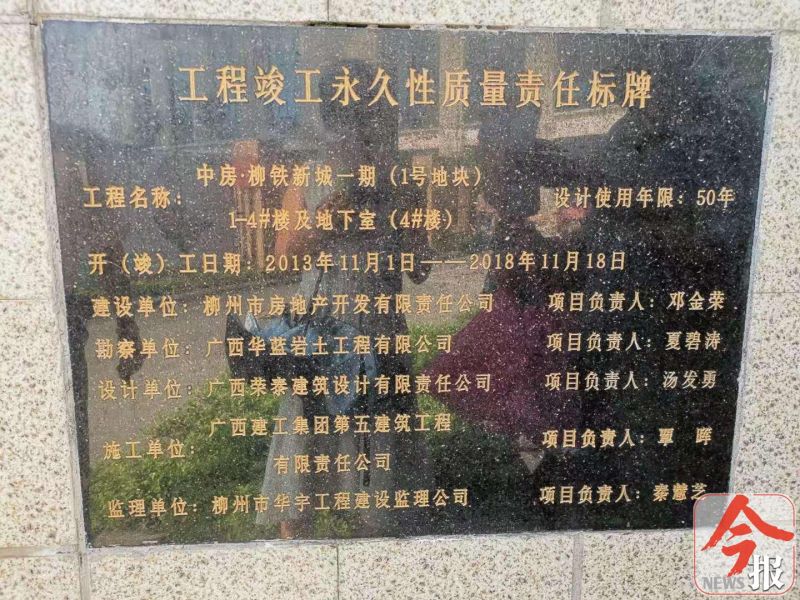 工程竣工永久性质量责任标牌
工程名称：中房·柳铁新城一期（1号地块）
1-4#楼及地下室（4#楼）
设计使用年限：50年
开（竣）工日期：2013年11月1日——2018年11月18日
建设单位：柳州市房地产开发有限责任公司 项目负责人：邓金荣
勘察单位：广西华蓝岩土工程有限公司 项目负责人：夏碧涛
设计单位：广西荣泰建筑设计有限责任公司 项目负责人：汤发勇
施工单位：广西建工集团第五建筑工程
有限责任公司 项目负责人：覃晖
监理单位：柳州市华宇工程建设监理公司 项目负责人：秦慧芝
今报
NEWS